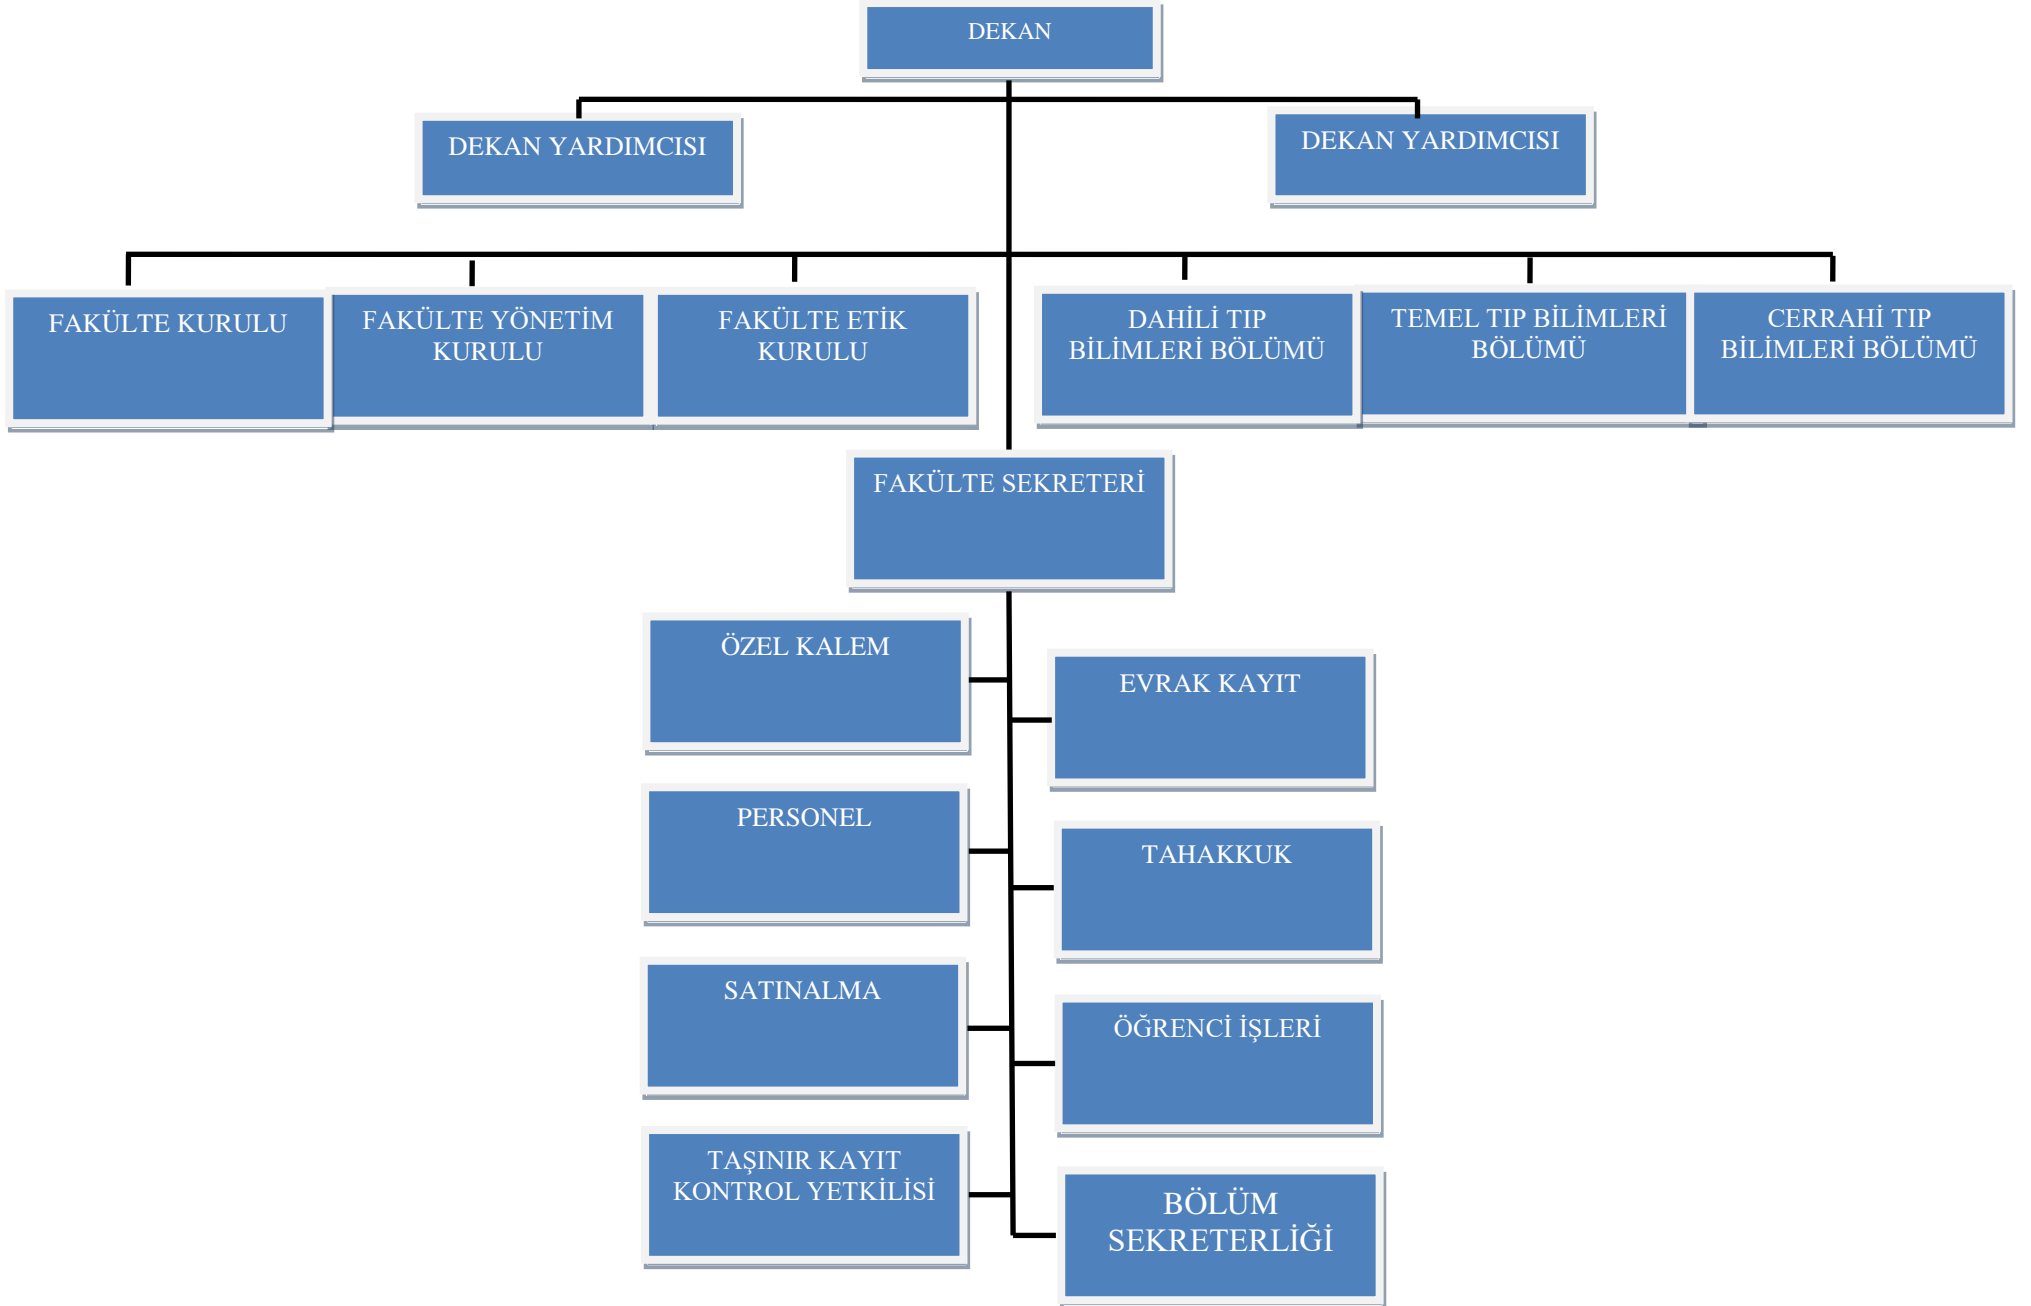 DEKAN
DEKAN YARDIMCISI
DEKAN YARDIMCISI
FAKÜLTE KURULU
FAKÜLTE YÖNETİM
KURULU
FAKÜLTE ETİK
KURULU
DAHİLİ TIP
BİLİMLERİ BÖLÜMÜ
TEMEL TIP BİLİMLERİ
BÖLÜMÜ
CERRAHİ TIP
BİLİMLERİ BÖLÜMÜ
FAKÜLTE SEKRETERİ
ÖZEL KALEM
EVRAK KAYIT
PERSONEL
TAHAKKUK
SATINALMA
ÖĞRENCİ İŞLERİ
TAŞINIR KAYIT
KONTROL YETKİLİSİ
BÖLÜM
SEKRETERLİĞİ